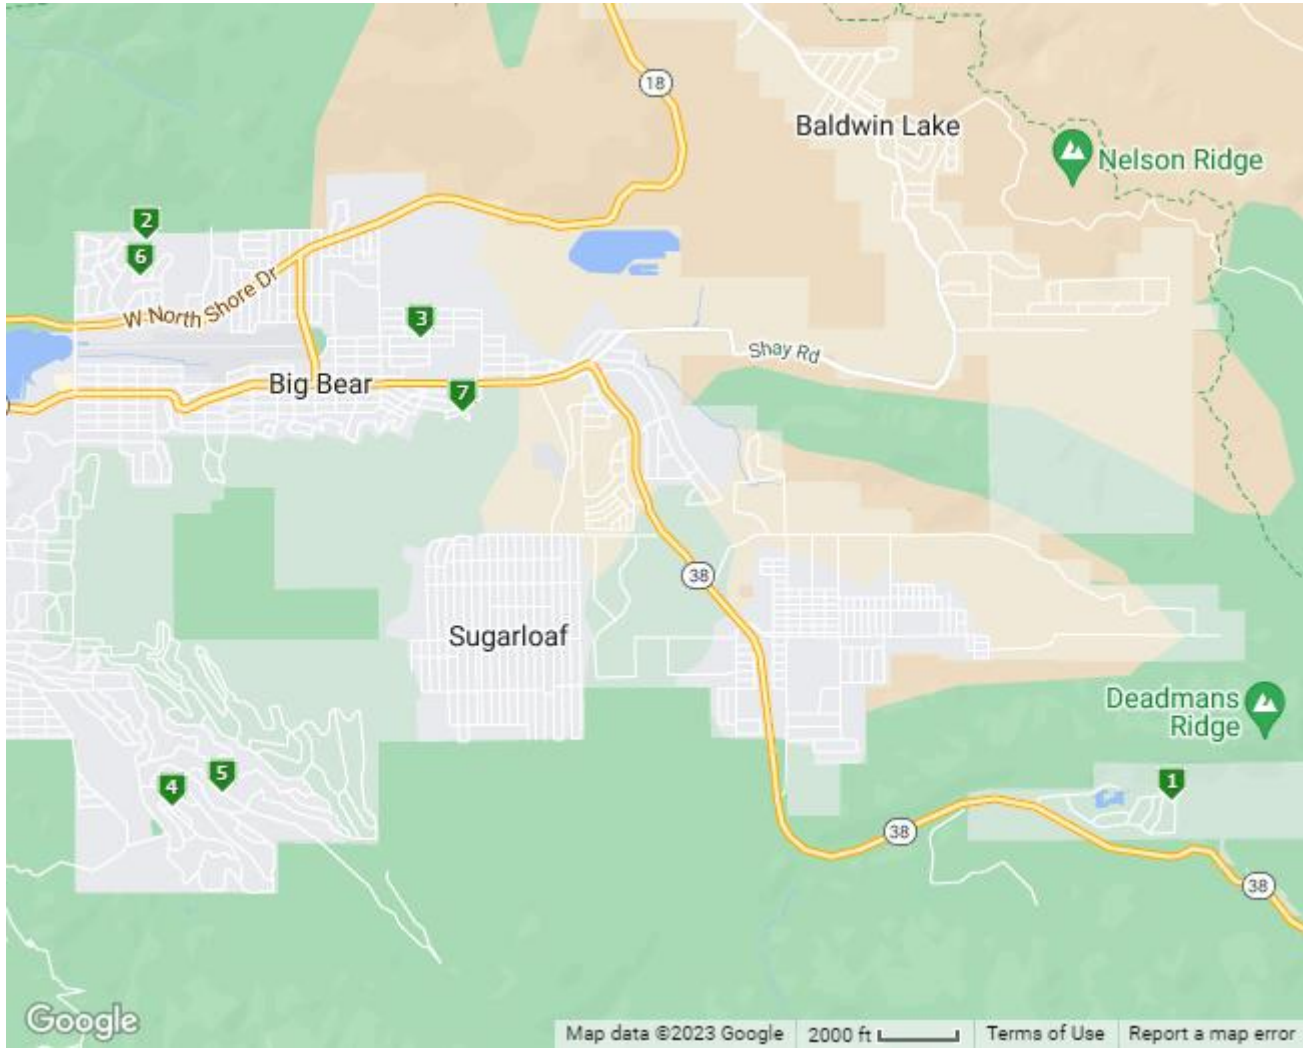 18
Baldwin Lake
Nelson Ridge
2
6
W North Shore Dr
3
Shay Rd
Big Bear
7
38
Sugarloaf
Deadmans
Ridge
5
4
1
38
38
Google
Map data ©2023 Google
2000 ft
Terms of Use
Report a map error